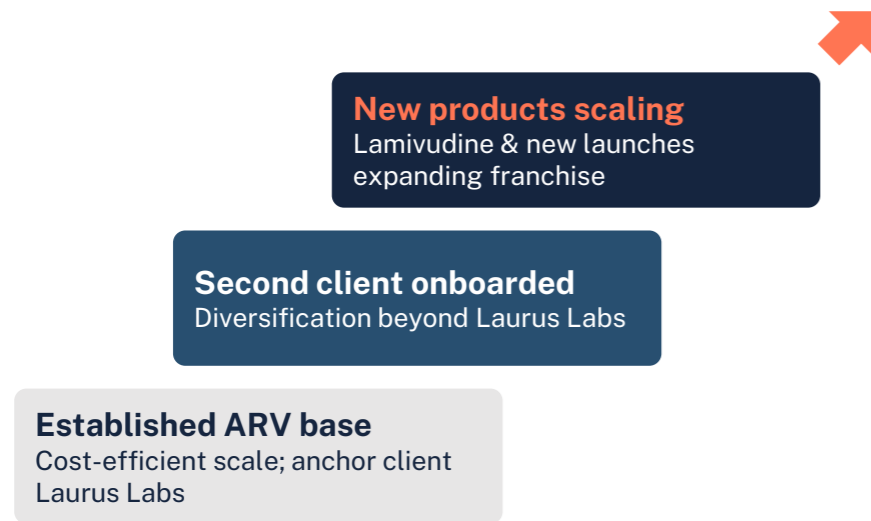 New products scaling
Lamivudine & new launches
expanding franchise
Second client onboarded
Diversification beyond Laurus Labs
Established ARV base
Cost-efficient scale; anchor client
Laurus Labs